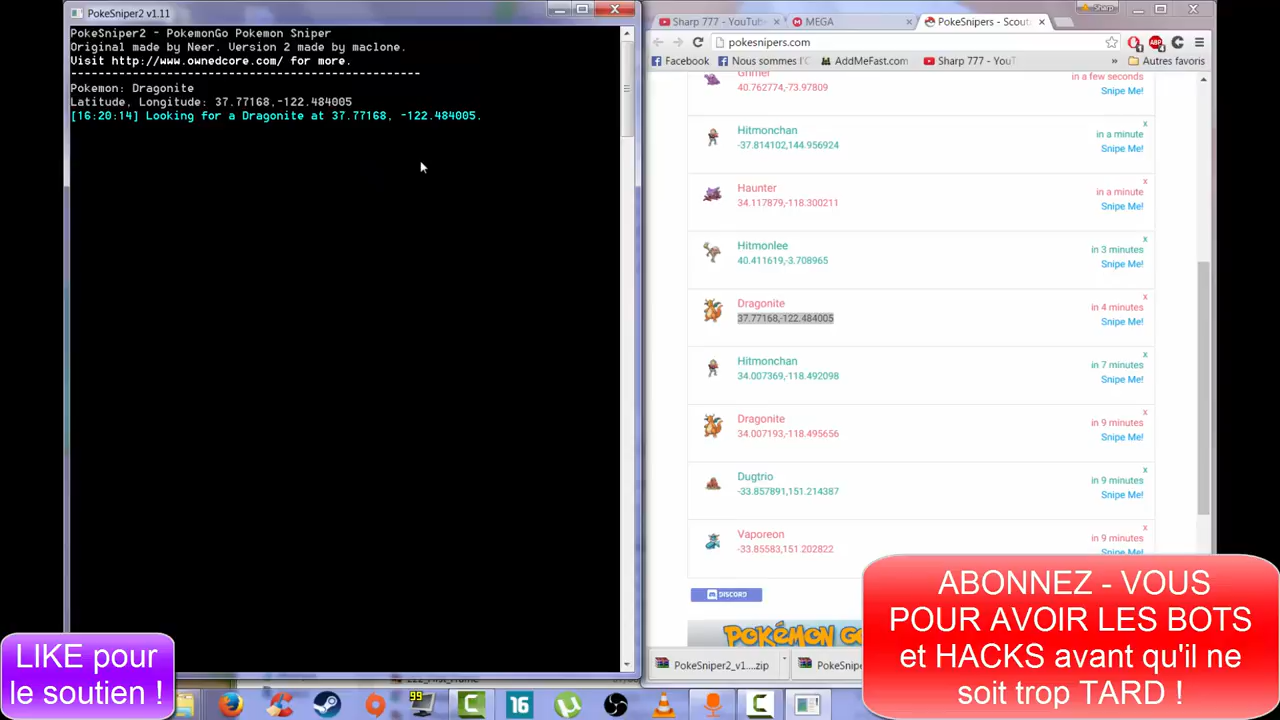 PokeSniper2 v1.11
PokeSniper2 - PokemonGo Pokemon Sniper
Original made by Neer. Version 2 made by maclone.
Visit http://www.ownedcore.com/ for more.
--------------------------------------------------
Pokemon: Dragonite
Latitude, Longitude: 37.77168,-122.484005
[16:20:14] Looking for a Dragonite at 37.77168, -122.484005.
Sharp 777 - YouTub
MEGA
PokeSnipers - Scout
Sharp
pokesnipers.com
Facebook
Nous sommes l'
AddMeFast.com
Sharp 777 - YouT
»
Autres favoris
Grimer
in a few seconds
40.762774,-73.97809
Snipe Me!
x
Hitmonchan
in a minute
-37.814102,144.956924
Snipe Me!
x
Haunter
in a minute
34.117879,-118.300211
Snipe Me!
x
Hitmonlee
in 3 minutes
40.411619,-3.708965
Snipe Me!
x
Dragonite
in 4 minutes
37.77168,-122.484005
Snipe Me!
x
Hitmonchan
in 7 minutes
34.007369,-118.492098
Snipe Me!
x
Dragonite
in 9 minutes
34.007193,-118.495656
Snipe Me!
x
Dugtrio
in 9 minutes
-33.857891,151.214387
Snipe Me!
x
Vaporeon
in 9 minutes
-33.85583,151.202822
Snipe Me!
DISCORD
POKÉMON GO
PokeSniper2_v1....zip
PokeSnipe
ABONNEZ - VOUS
POUR AVOIR LES BOTS
et HACKS avant qu'il ne
soit trop TARD !
LIKE pour
le soutien !
99
16